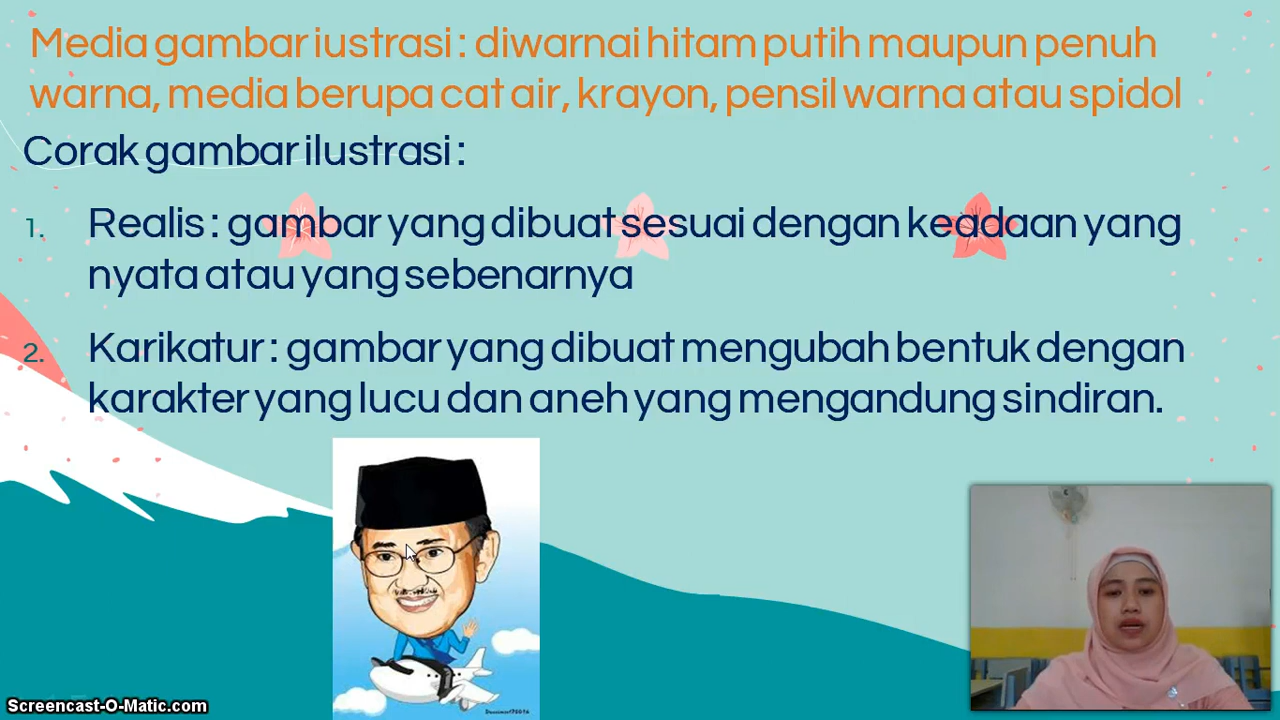 Media gambar iustrasi : diwarnai hitam putih maupun penuh
warna, media berupa cat air, krayon, pensil warna atau spidol
Corak gambar ilustrasi :
1. Realis : gambar yang dibuat sesuai dengan keadaan yang
nyata atau yang sebenarnya
2. Karikatur : gambar yang dibuat mengubah bentuk dengan
karakter yang lucu dan aneh yang mengandung sindiran.
Screencast-O-Matic.com